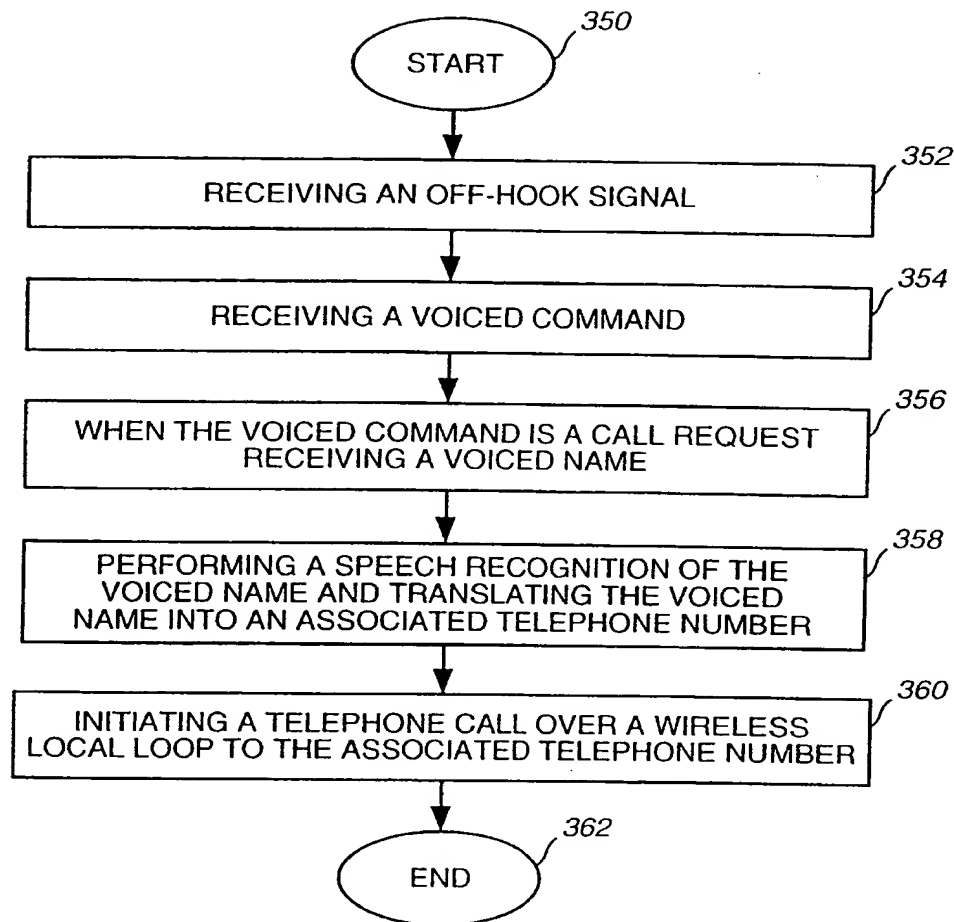 350
START
352
RECEIVING AN OFF-HOOK SIGNAL
354
RECEIVING A VOICED COMMAND
356
WHEN THE VOICED COMMAND IS A CALL REQUEST
RECEIVING A VOICED NAME
358
PERFORMING A SPEECH RECOGNITION OF THE
VOICED NAME AND TRANSLATING THE VOICED
NAME INTO AN ASSOCIATED TELEPHONE NUMBER
360
INITIATING A TELEPHONE CALL OVER A WIRELESS
LOCAL LOOP TO THE ASSOCIATED TELEPHONE NUMBER
362
END